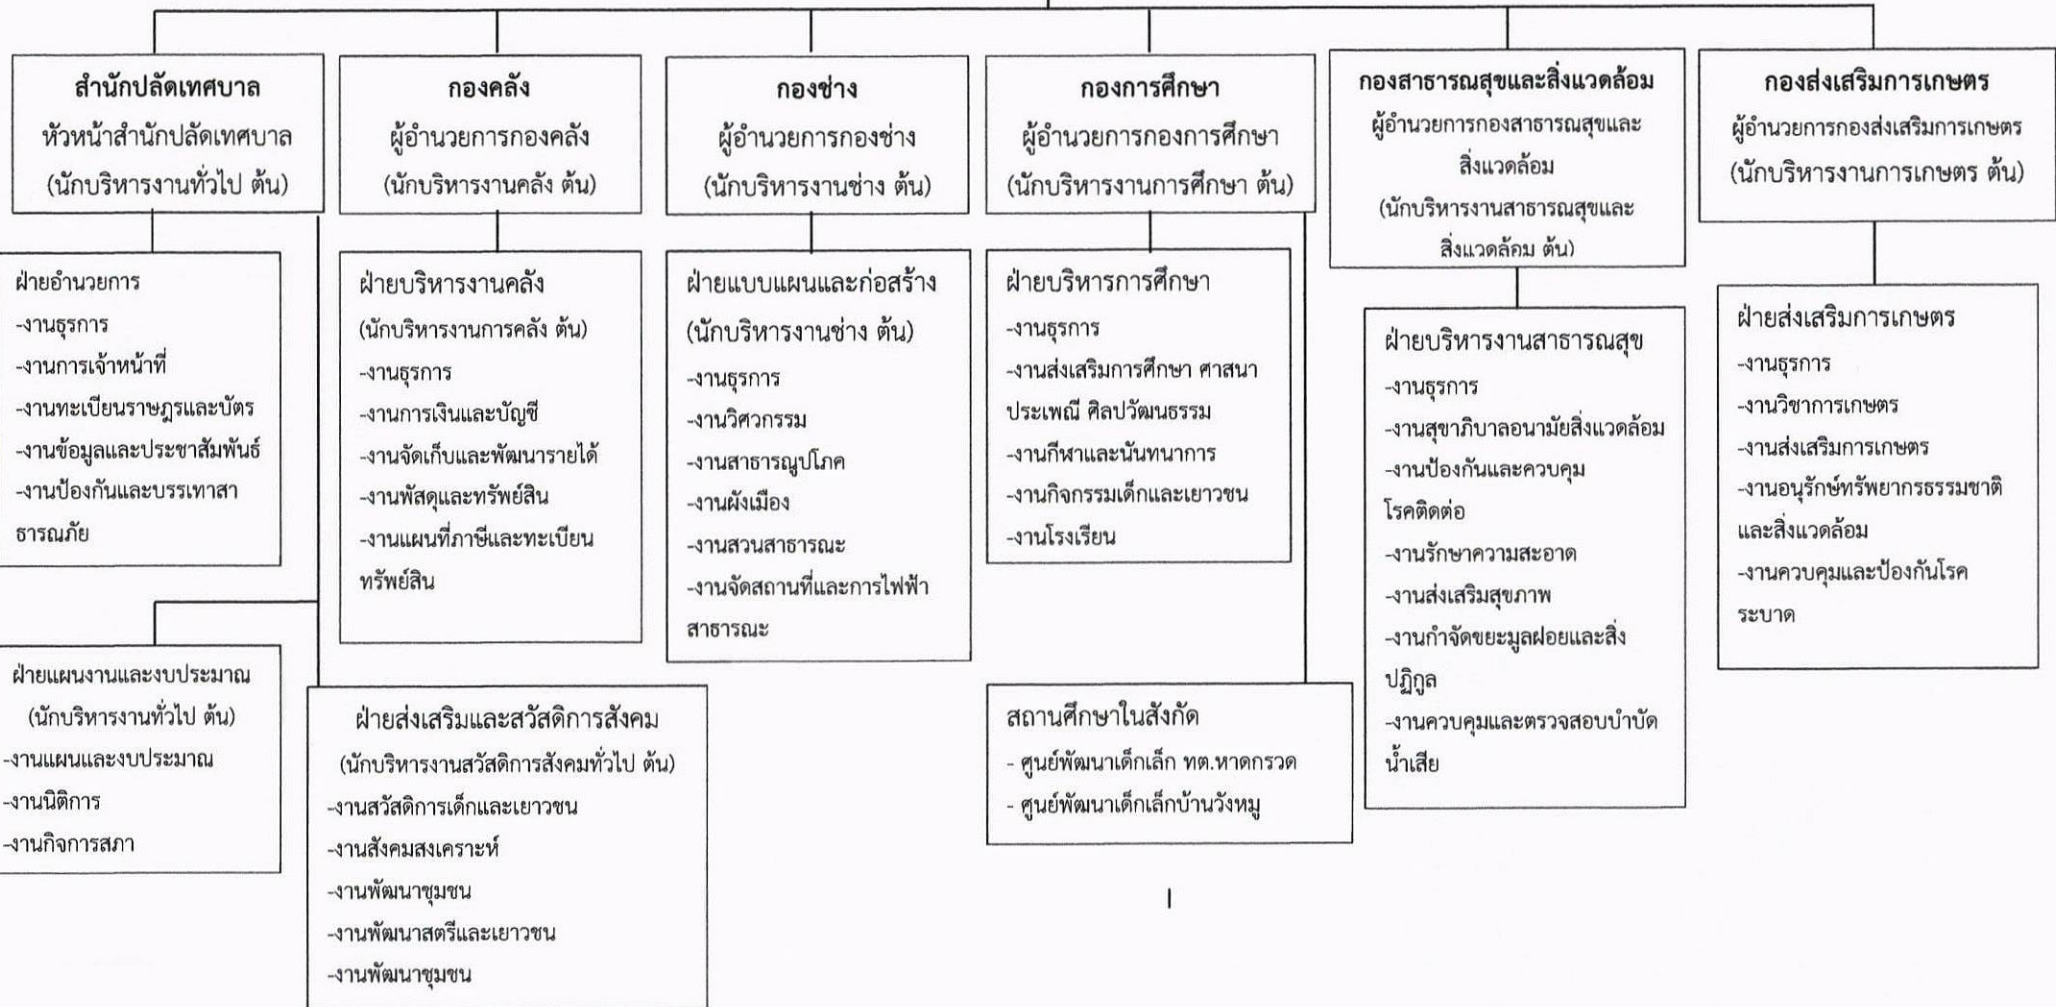 สำนักปลัดเทศบาล
หัวหน้าสำนักปลัดเทศบาล
(นักบริหารงานทั่วไป ต้น)
กองคลัง
ผู้อำนวยการกองคลัง
(นักบริหารงานคลัง ต้น)
กองช่าง
ผู้อำนวยการกองช่าง
(นักบริหารงานช่าง ต้น)
กองการศึกษา
ผู้อำนวยการกองการศึกษา
(นักบริหารงานการศึกษา ต้น)
กองสาธารณสุขและสิ่งแวดล้อม
ผู้อำนวยการกองสาธารณสุขและ
สิ่งแวดล้อม
(นักบริหารงานสาธารณสุขและ
สิ่งแวดล้อม ต้น)
กองส่งเสริมการเกษตร
ผู้อำนวยการกองส่งเสริมการเกษตร
(นักบริหารงานการเกษตร ต้น)
ฝ่ายอำนวยการ
-งานธุรการ
-งานการเจ้าหน้าที่
-งานทะเบียนราษฎรและบัตร
-งานข้อมูลและประชาสัมพันธ์
-งานป้องกันและบรรเทาสา
ธารณภัย
ฝ่ายบริหารงานคลัง
(นักบริหารงานการคลัง ต้น)
-งานธุรการ
-งานการเงินและบัญชี
-งานจัดเก็บและพัฒนารายได้
-งานพัสดุและทรัพย์สิน
-งานแผนที่ภาษีและทะเบียน
ทรัพย์สิน
ฝ่ายแบบแผนและก่อสร้าง
(นักบริหารงานช่าง ต้น)
-งานธุรการ
-งานวิศวกรรม
-งานสาธารณูปโภค
-งานผังเมือง
-งานสวนสาธารณะ
-งานจัดสถานที่และการไฟฟ้า
สาธารณะ
ฝ่ายบริหารการศึกษา
-งานธุรการ
-งานส่งเสริมการศึกษา ศาสนา
ประเพณี ศิลปวัฒนธรรม
-งานกีฬาและนันทนาการ
-งานกิจกรรมเด็กและเยาวชน
-งานโรงเรียน
ฝ่ายบริหารงานสาธารณสุข
-งานธุรการ
-งานสุขาภิบาลอนามัยสิ่งแวดล้อม
-งานป้องกันและควบคุม
โรคติดต่อ
-งานรักษาความสะอาด
-งานส่งเสริมสุขภาพ
-งานกำจัดขยะมูลฝอยและสิ่ง
ปฏิกูล
-งานควบคุมและตรวจสอบบำบัด
น้ำเสีย
ฝ่ายส่งเสริมการเกษตร
-งานธุรการ
-งานวิชาการเกษตร
-งานส่งเสริมการเกษตร
-งานอนุรักษ์ทรัพยากรธรรมชาติ
และสิ่งแวดล้อม
-งานควบคุมและป้องกันโรค
ระบาด
ฝ่ายแผนงานและงบประมาณ
(นักบริหารงานทั่วไป ต้น)
-งานแผนและงบประมาณ
-งานนิติการ
-งานกิจการสภา
ฝ่ายส่งเสริมและสวัสดิการสังคม
(นักบริหารงานสวัสดิการสังคมทั่วไป ต้น)
-งานสวัสดิการเด็กและเยาวชน
-งานสังคมสงเคราะห์
-งานพัฒนาชุมชน
-งานพัฒนาสตรีและเยาวชน
-งานพัฒนาชุมชน
สถานศึกษาในสังกัด
- ศูนย์พัฒนาเด็กเล็ก ทต.หาดกรวด
- ศูนย์พัฒนาเด็กเล็กบ้านวังหมู